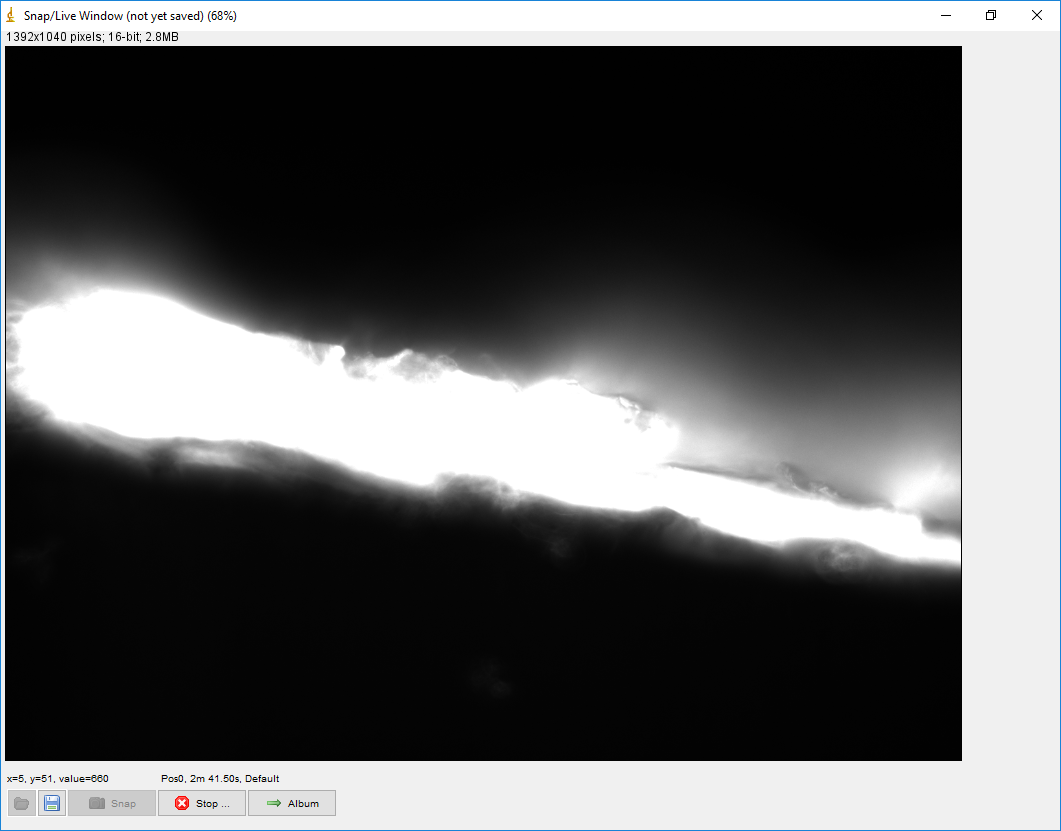 Snap/Live Window (not yet saved) (68%)
1392x1040 pixels; 16-bit; 2.8MB
x=5, y=51, value=660 Pos0, 2m 41.50s, Default
Snap Stop ... Album